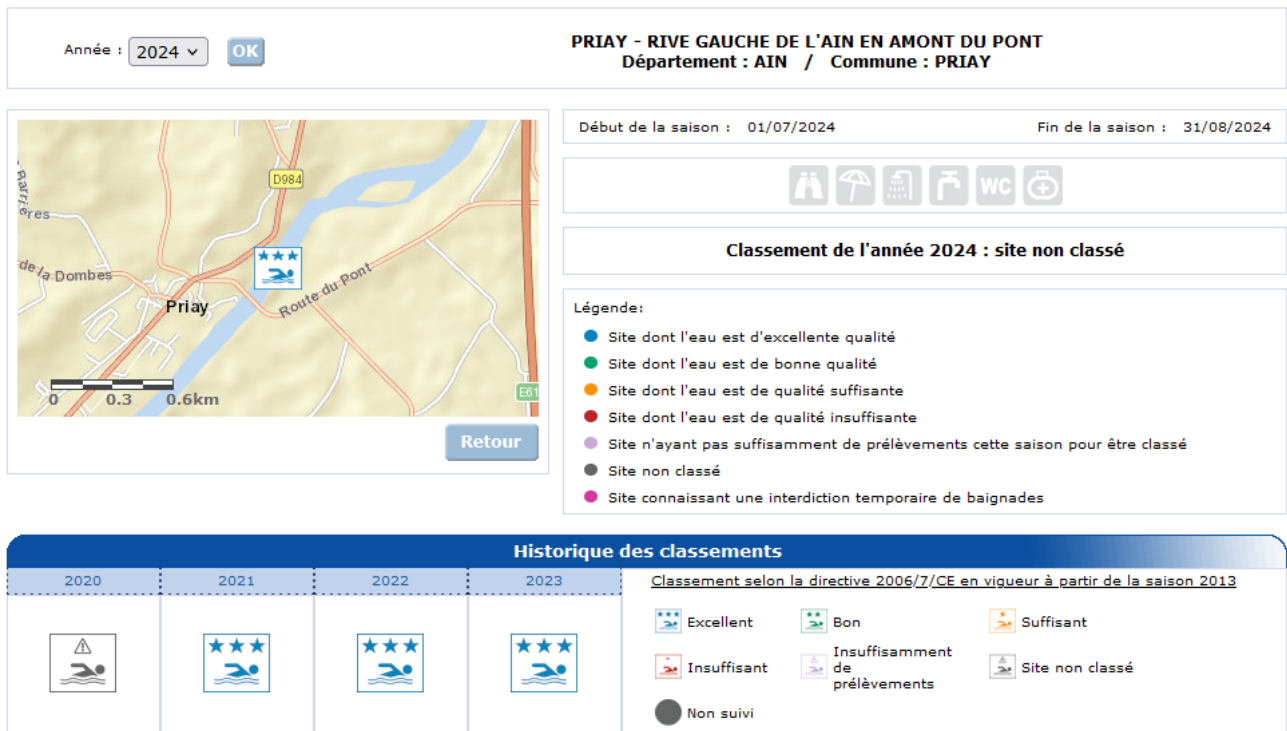 Année : 2024 OK
PRIAY - RIVE GAUCHE DE L'AIN EN AMONT DU PONT
Département : AIN / Commune : PRIAY
Barrières
D984
de la Dombes
Priay
Route du Pont
E61
0 0.3 0.6km
Retour
Début de la saison : 01/07/2024 Fin de la saison : 31/08/2024
WC
Classement de l'année 2024 : site non classé
Légende:
Site dont l'eau est d'excellente qualité
Site dont l'eau est de bonne qualité
Site dont l'eau est de qualité suffisante
Site dont l'eau est de qualité insuffisante
Site n'ayant pas suffisamment de prélèvements cette saison pour être classé
Site non classé
Site connaissant une interdiction temporaire de baignades
Historique des classements
2020 2021 2022 2023
Classement selon la directive 2006/7/CE en vigueur à partir de la saison 2013
Excellent Bon Suffisant
Insuffisant
Insuffisamment
de
prélèvements
Site non classé
Non suivi